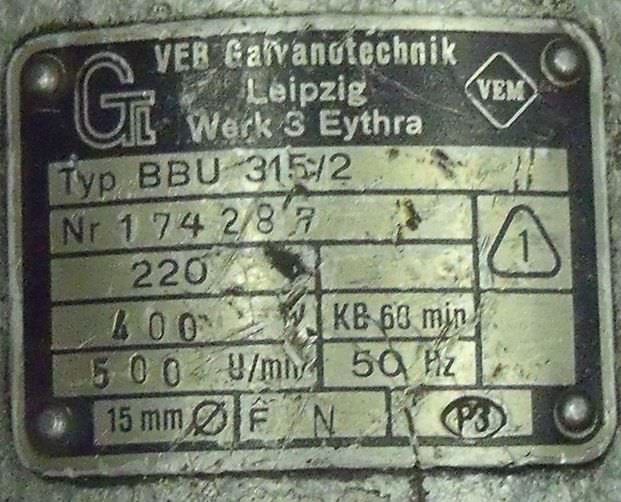 VEB Galvanotechnik
Leipzig
Werk 3 Eythra
GTL
VEM
Typ BBU 315/2
Nr 174287
1
220
400 W KB 60 min
500 U/min 50 Hz
15 mm Ø F N P3